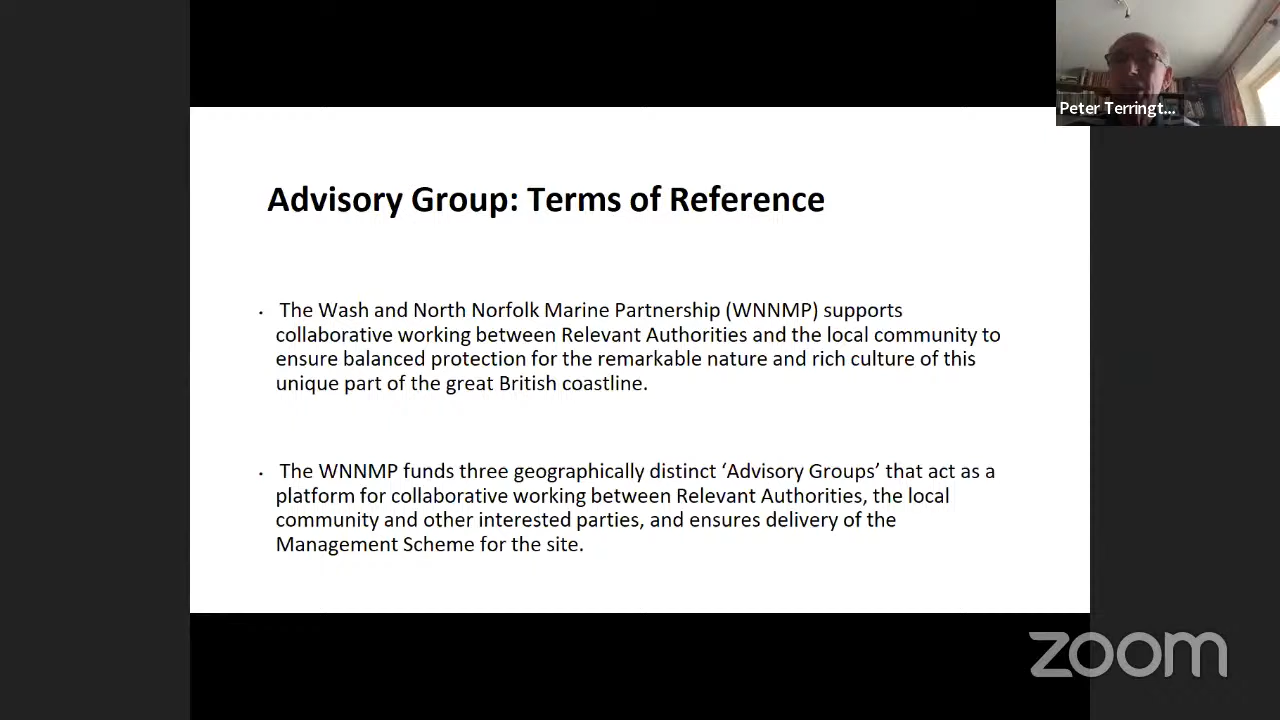 Peter Terringt...
Advisory Group: Terms of Reference
• The Wash and North Norfolk Marine Partnership (WNNMP) supports
collaborative working between Relevant Authorities and the local community to
ensure balanced protection for the remarkable nature and rich culture of this
unique part of the great British coastline.
• The WNNMP funds three geographically distinct ‘Advisory Groups’ that act as a
platform for collaborative working between Relevant Authorities, the local
community and other interested parties, and ensures delivery of the
Management Scheme for the site.
zoom